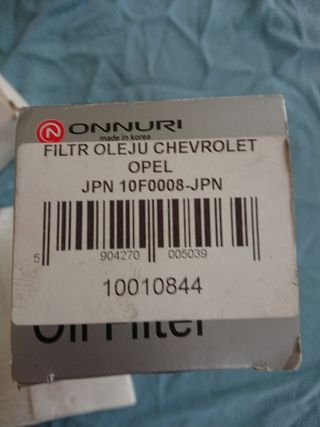 ONNURI
made in korea
FILTR OLEJU CHEVROLET
OPEL
JPN 10F0008-JPN
5 904270 005039
10010844
Oil Filter